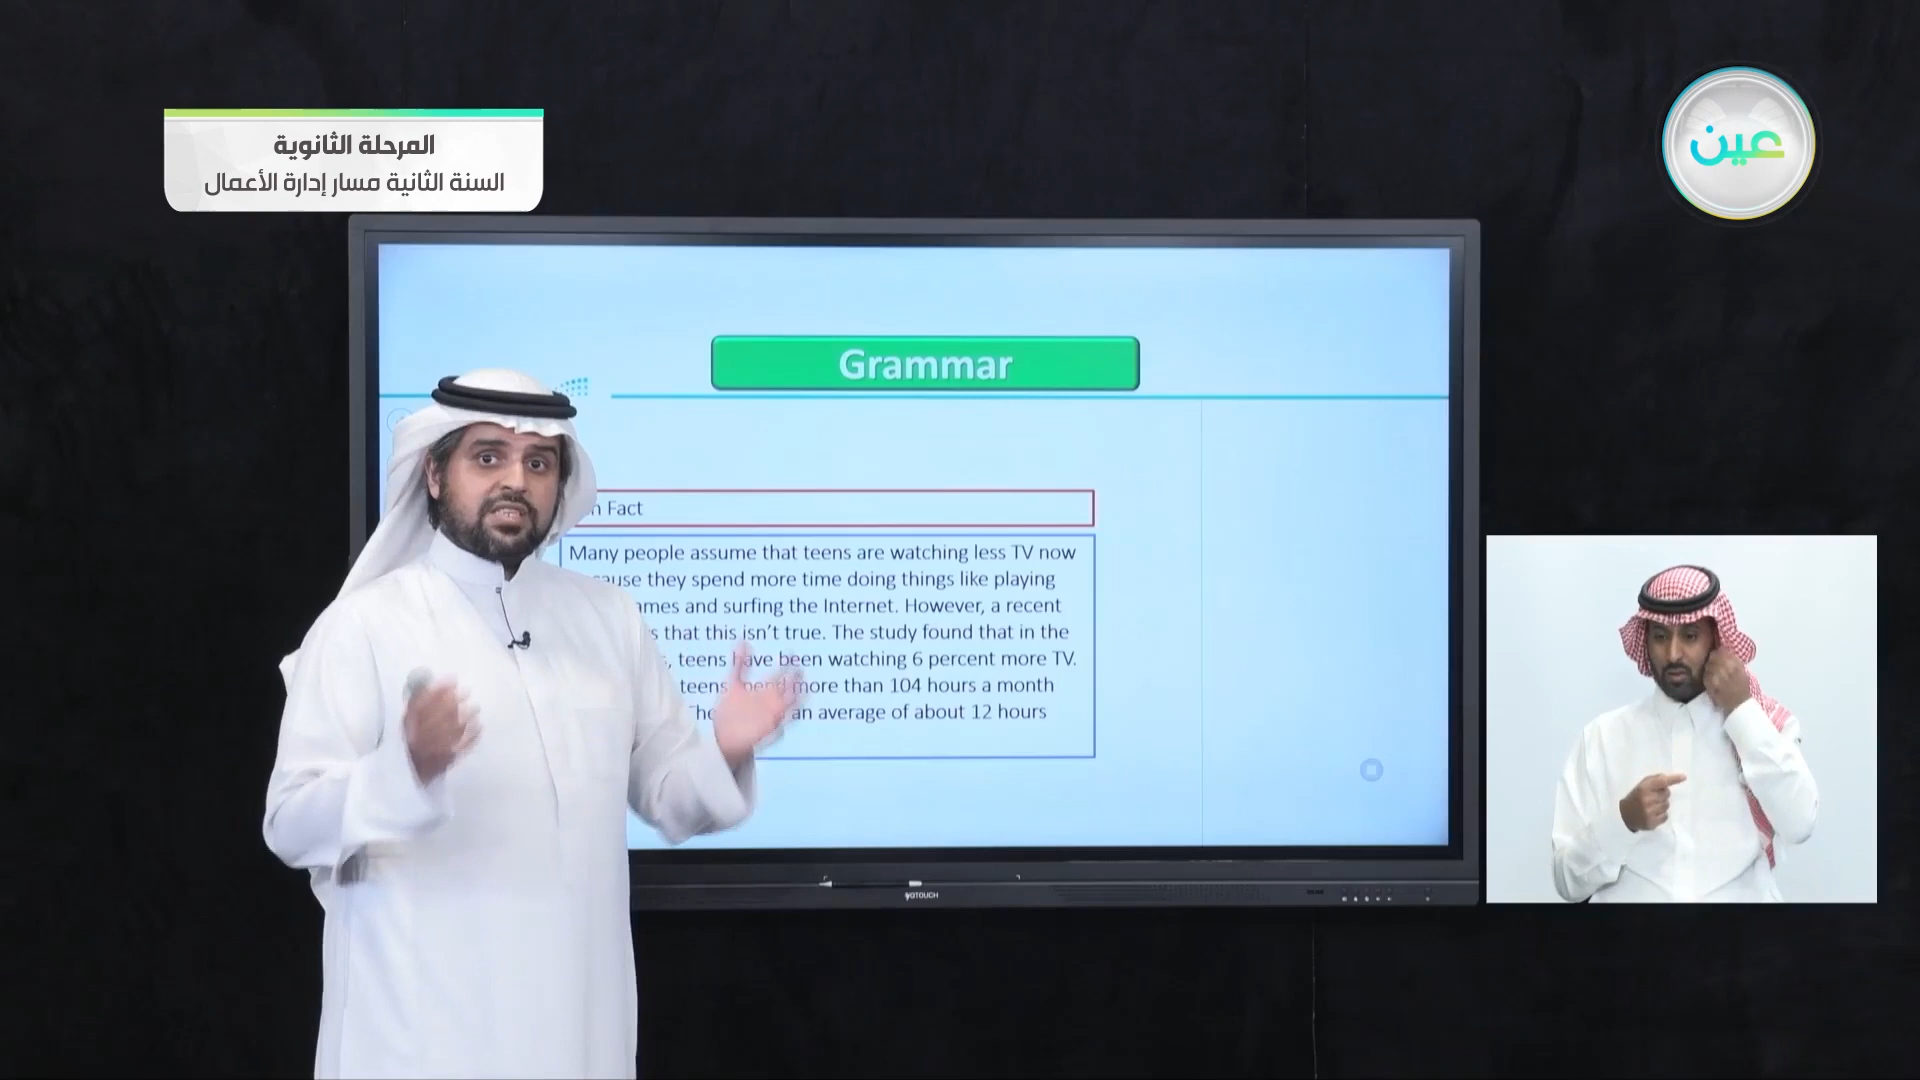 المرحلة الثانوية
السنة الثانية مسار إدارة الأعمال
عين
Grammar
Fact
Many people assume that teens are watching less TV now
they spend more time doing things like playing
and surfing the Internet. However, a recent
that this isn't true. The study found that in the
teens have been watching 6 percent more TV.
teens spend more than 104 hours a month
an average of about 12 hours